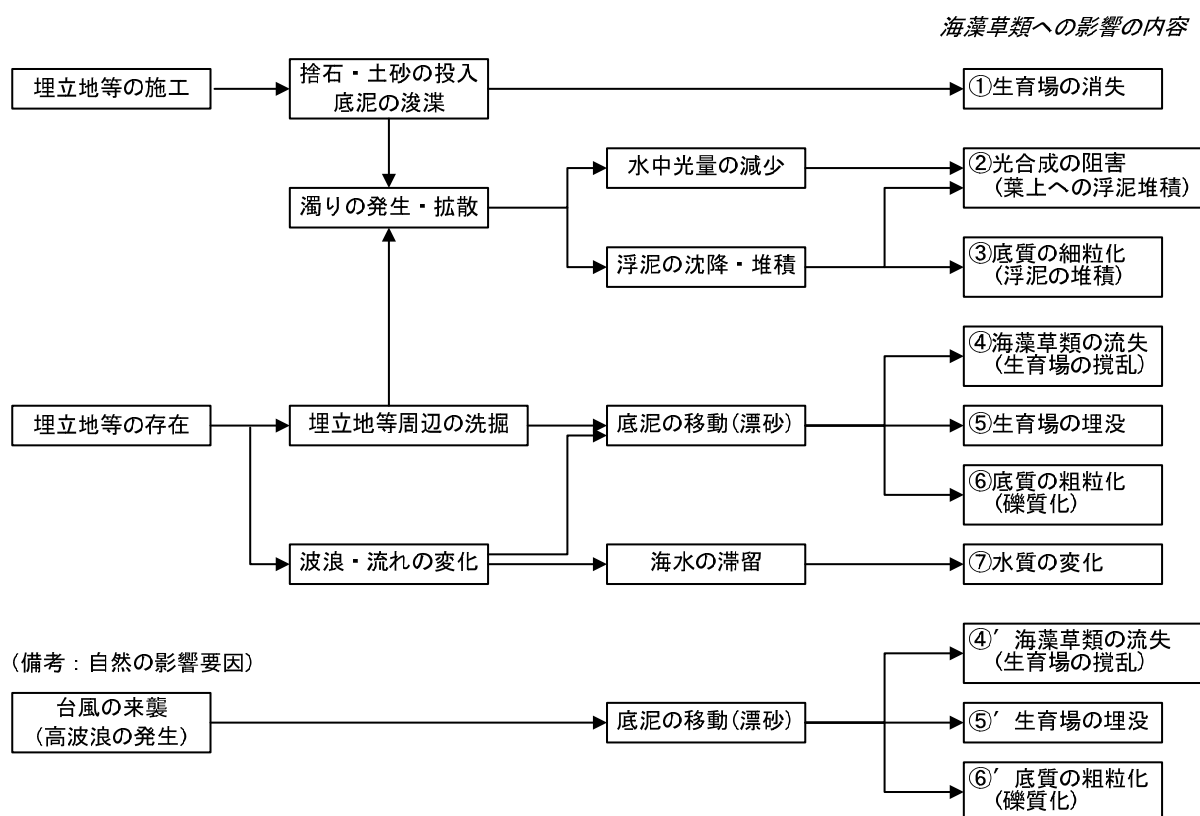 海藻草類への影響の内容
埋立地等の施工
捨石・土砂の投入
底泥の浚渫
①生育場の消失
水中光量の減少
②光合成の阻害
(葉上への浮泥堆積)
濁りの発生・拡散
浮泥の沈降・堆積
③底質の細粒化
(浮泥の堆積)
④海藻草類の流失
(生育場の撹乱)
埋立地等の存在
埋立地等周辺の洗掘
底泥の移動(漂砂)
⑤生育場の埋没
⑥底質の粗粒化
(礫質化)
波浪・流れの変化
海水の滞留
⑦水質の変化
(備考:自然の影響要因)
④′海藻草類の流失
(生育場の撹乱)
台風の来襲
(高波浪の発生)
底泥の移動(漂砂)
⑤′生育場の埋没
⑥′底質の粗粒化
(礫質化)